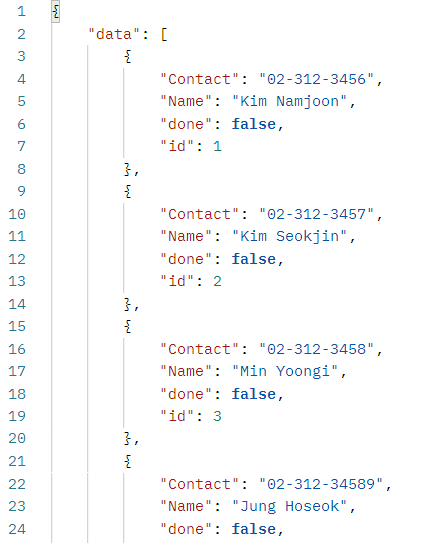 1 {
2 "data": [
3 {
4 "Contact": "02-312-3456",
5 "Name": "Kim Namjoon",
6 "done": false,
7 "id": 1
8 },
9 {
10 "Contact": "02-312-3457",
11 "Name": "Kim Seokjin",
12 "done": false,
13 "id": 2
14 },
15 {
16 "Contact": "02-312-3458",
17 "Name": "Min Yoongi",
18 "done": false,
19 "id": 3
20 },
21 {
22 "Contact": "02-312-34589",
23 "Name": "Jung Hoseok",
24 "done": false,